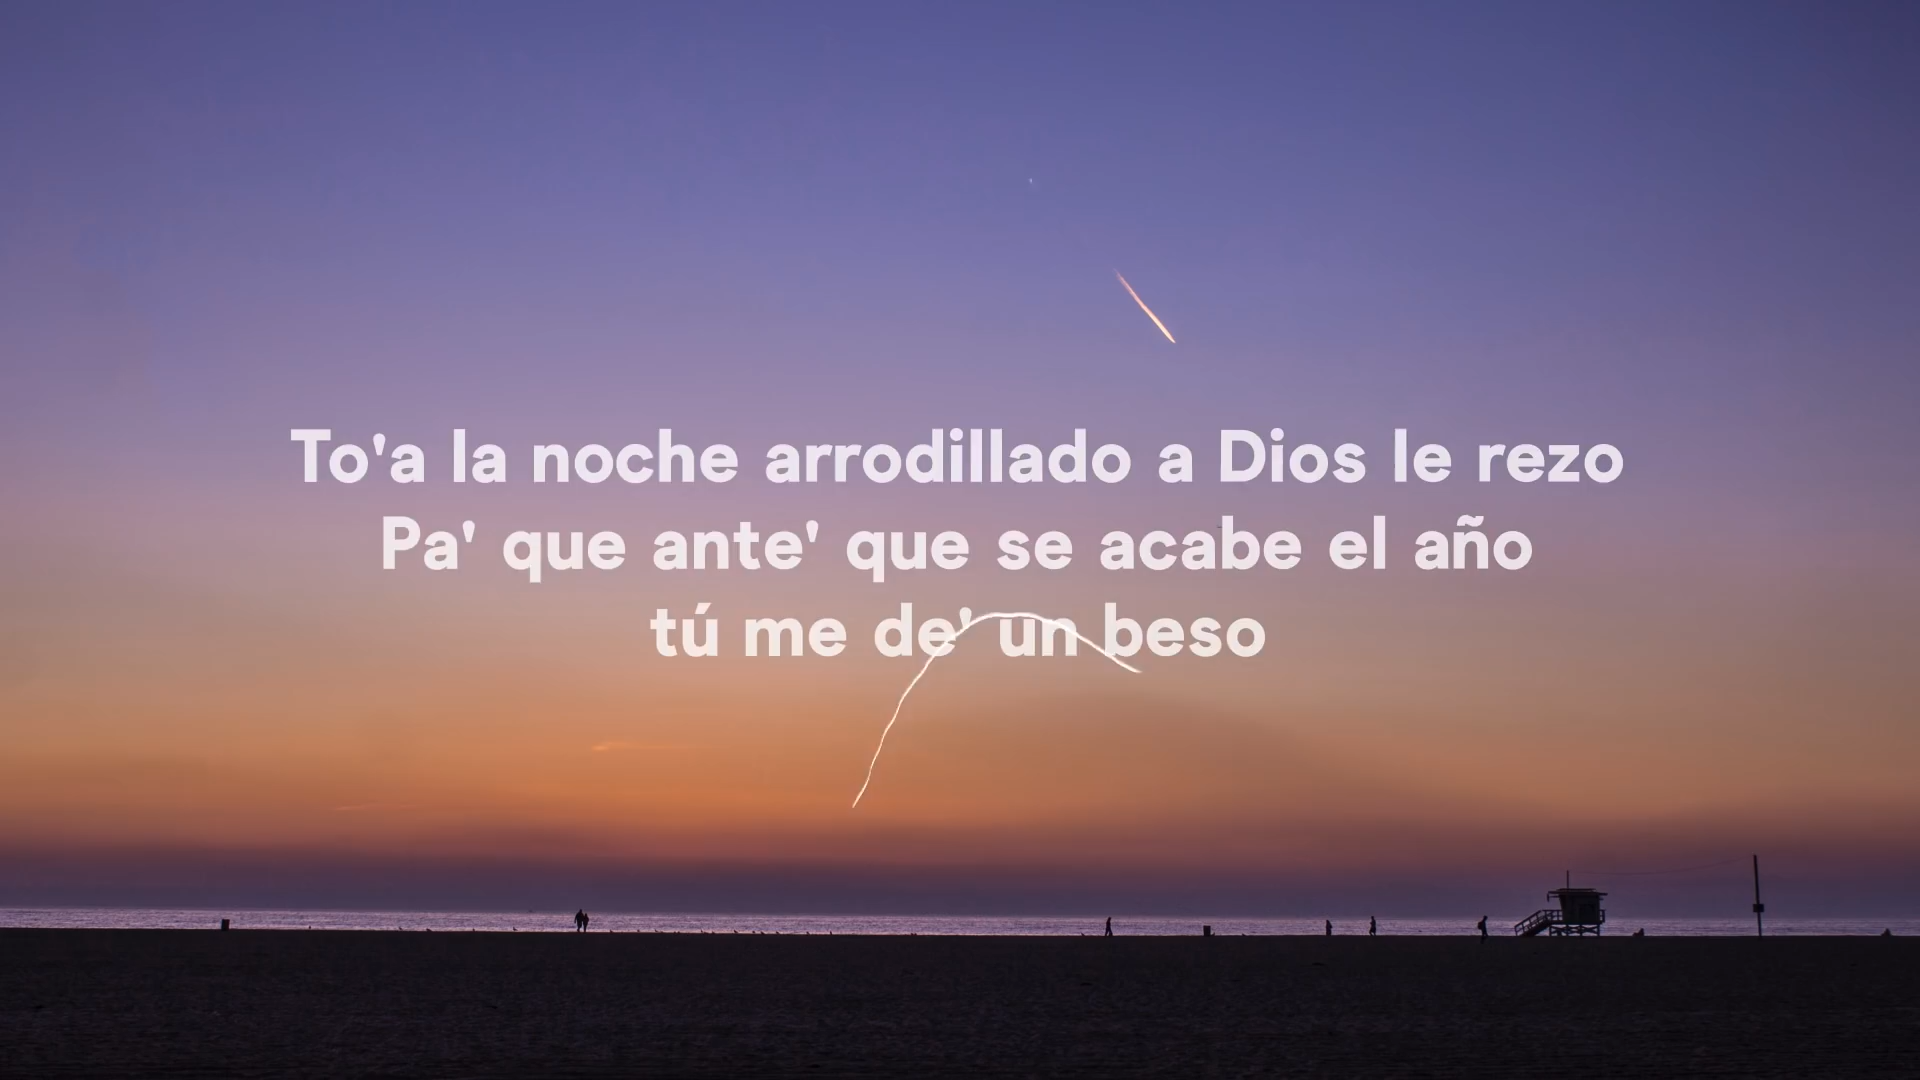 To'a la noche arrodillado a Dios le rezo
Pa' que ante' que se acabe el año
tú me de' un beso